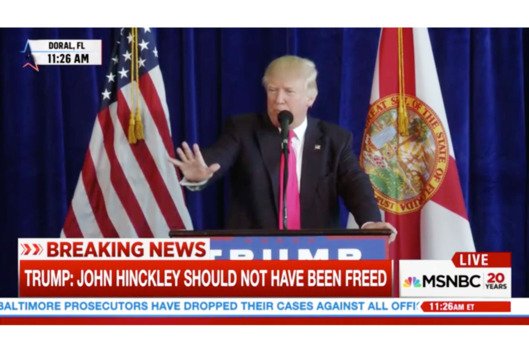 DORAL, FL
11:26 AM
BREAKING NEWS
TRUMP
TRUMP: JOHN HINCKLEY SHOULD NOT HAVE BEEN FREED
LIVE
MSNBC 20 YEARS
BALTIMORE PROSECUTORS HAVE DROPPED THEIR CASES AGAINST ALL OFFI
11:26AM ET